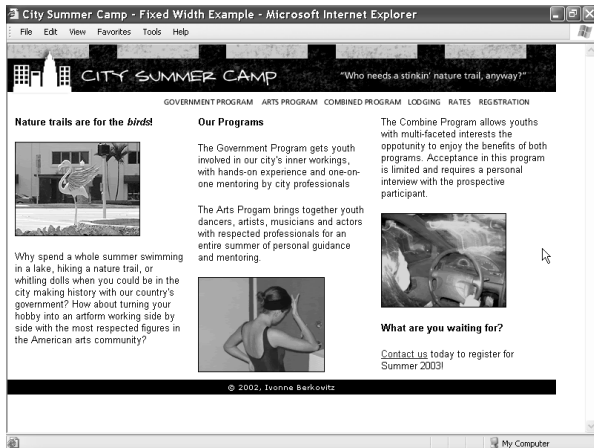 City Summer Camp - Fixed Width Example - Microsoft Internet Explorer
File Edit View Favorites Tools Help
CITY SUMMER CAMP
"Who needs a stinkin' nature trail, anyway?"
GOVERNMENT PROGRAM ARTS PROGRAM COMBINED PROGRAM LODGING RATES REGISTRATION
Nature trails are for the birds!
Why spend a whole summer swimming
in a lake, hiking a nature trail, or
whitling dolls when you could be in the
city making history with our country's
government? How about turning your
hobby into an artform working side by
side with the most respected figures in
the American arts community?
Our Programs
The Government Program gets youth
involved in our city's inner workings,
with hands-on experience and one-on-
one mentoring by city professionals
The Arts Progam brings together youth
dancers, artists, musicians and actors
with respected professionals for an
entire summer of personal guidance
and mentoring.
The Combine Program allows youths
with multi-faceted interests the
oppotunity to enjoy the benefits of both
programs. Acceptance in this program
is limited and requires a personal
interview with the prospective
participant.
What are you waiting for?
Contact us today to register for
Summer 2003!
© 2002, Ivonne Berkovitz
My Computer